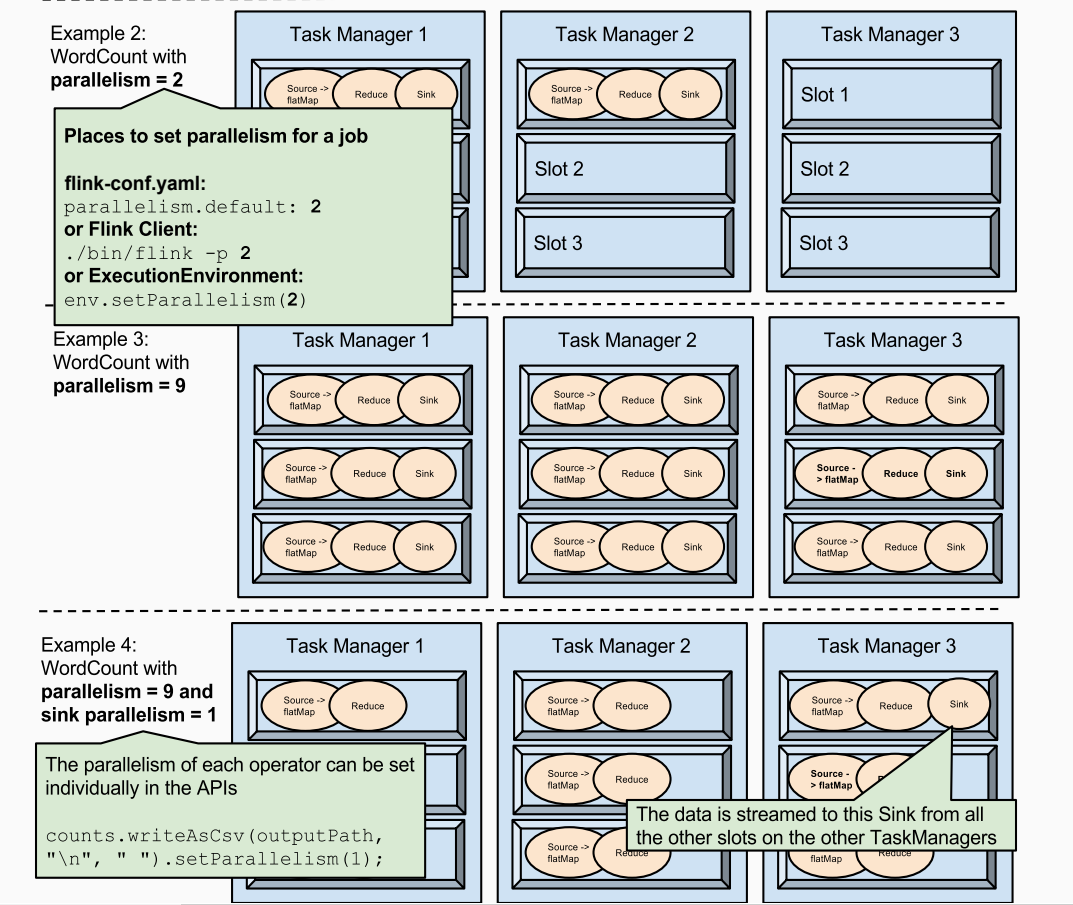 Example 2:
WordCount with
parallelism = 2
Task Manager 1
Source ->
flatMap
Reduce
Sink
Task Manager 2
Source ->
flatMap
Reduce
Sink
Slot 2
Slot 3
Task Manager 3
Slot 1
Slot 2
Slot 3
Places to set parallelism for a job
flink-conf.yaml:
parallelism.default: 2
or Flink Client:
./bin/flink -p 2
or ExecutionEnvironment:
env.setParallelism(2)
Example 3:
WordCount with
parallelism = 9
Task Manager 1
Source ->
flatMap
Reduce
Sink
Source ->
flatMap
Reduce
Sink
Source ->
flatMap
Reduce
Sink
Task Manager 2
Source ->
flatMap
Reduce
Sink
Source ->
flatMap
Reduce
Sink
Source ->
flatMap
Reduce
Sink
Task Manager 3
Source ->
flatMap
Reduce
Sink
Source -
> flatMap
Reduce
Sink
Source ->
flatMap
Reduce
Sink
Example 4:
WordCount with
parallelism = 9 and
sink parallelism = 1
The parallelism of each operator can be set
individually in the APIs
counts.writeAsCsv(outputPath,
"\n", " ").setParallelism(1);
Task Manager 1
Source ->
flatMap
Reduce
Task Manager 2
Source ->
flatMap
Reduce
Source ->
flatMap
Reduce
Source ->
flatMap
Reduce
Task Manager 3
Source ->
flatMap
Reduce
Sink
Source -
> flatMap
The data is streamed to this Sink from all
the other slots on the other TaskManagers
flatMap
Reduce